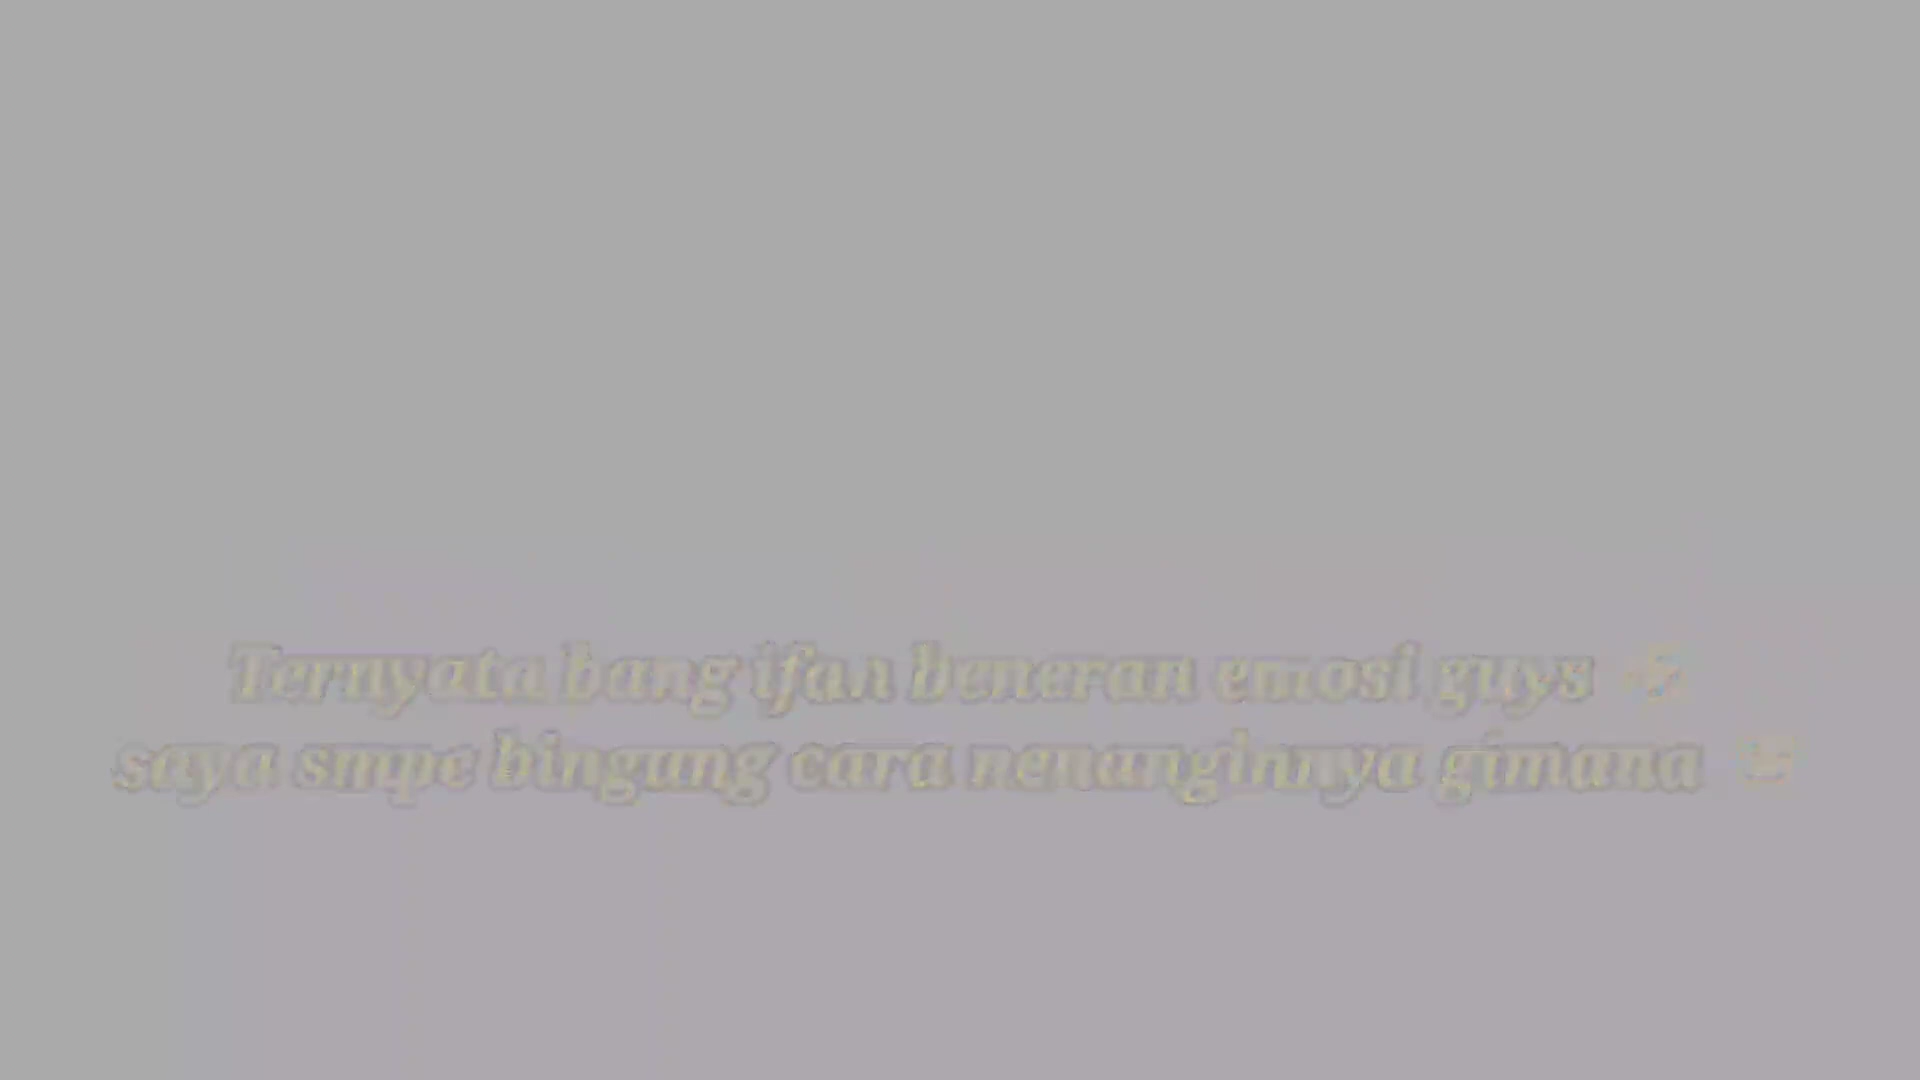 Ternyata bang ifan beneran emosi guys
saya smpe bingung cara nenanginnya gimana